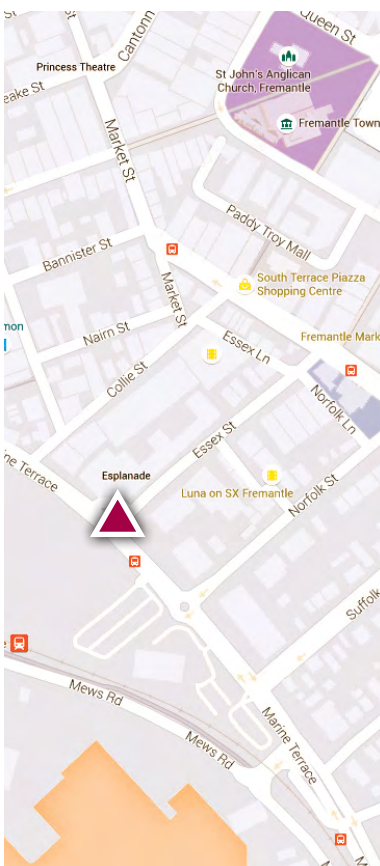 Queen St
Cantonm
Princess Theatre
St John's Anglican
Church, Fremantle
eake St
Fremantle Town
Market St
Paddy Troy Mall
Bannister St
South Terrace Piazza
Shopping Centre
Market St
mon
Nairn St
Essex Ln
Fremantle Mark
Collie St
Norfolk Ln
Essex St
rine Terrace
Esplanade
Luna on SX Fremantle
Norfolk St
Suffolk
e
Mews Rd
Marine Terrace
Mews Rd